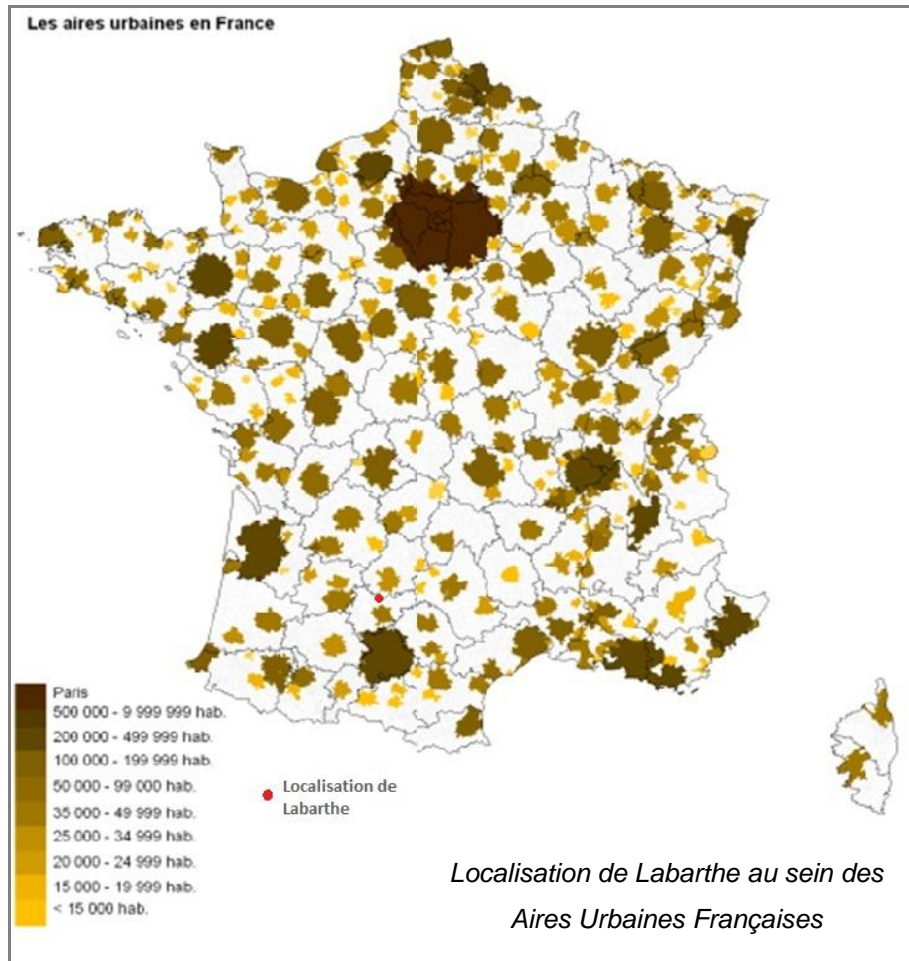 Les aires urbaines en France
Paris
500 000 - 9 999 999 hab.
200 000 - 499 999 hab.
100 000 - 199 999 hab.
50 000 - 99 000 hab.
35 000 - 49 999 hab.
25 000 - 34 999 hab.
20 000 - 24 999 hab.
15 000 - 19 999 hab.
< 15 000 hab.
Localisation de
Labarthe
Localisation de Labarthe au sein des
Aires Urbaines Françaises